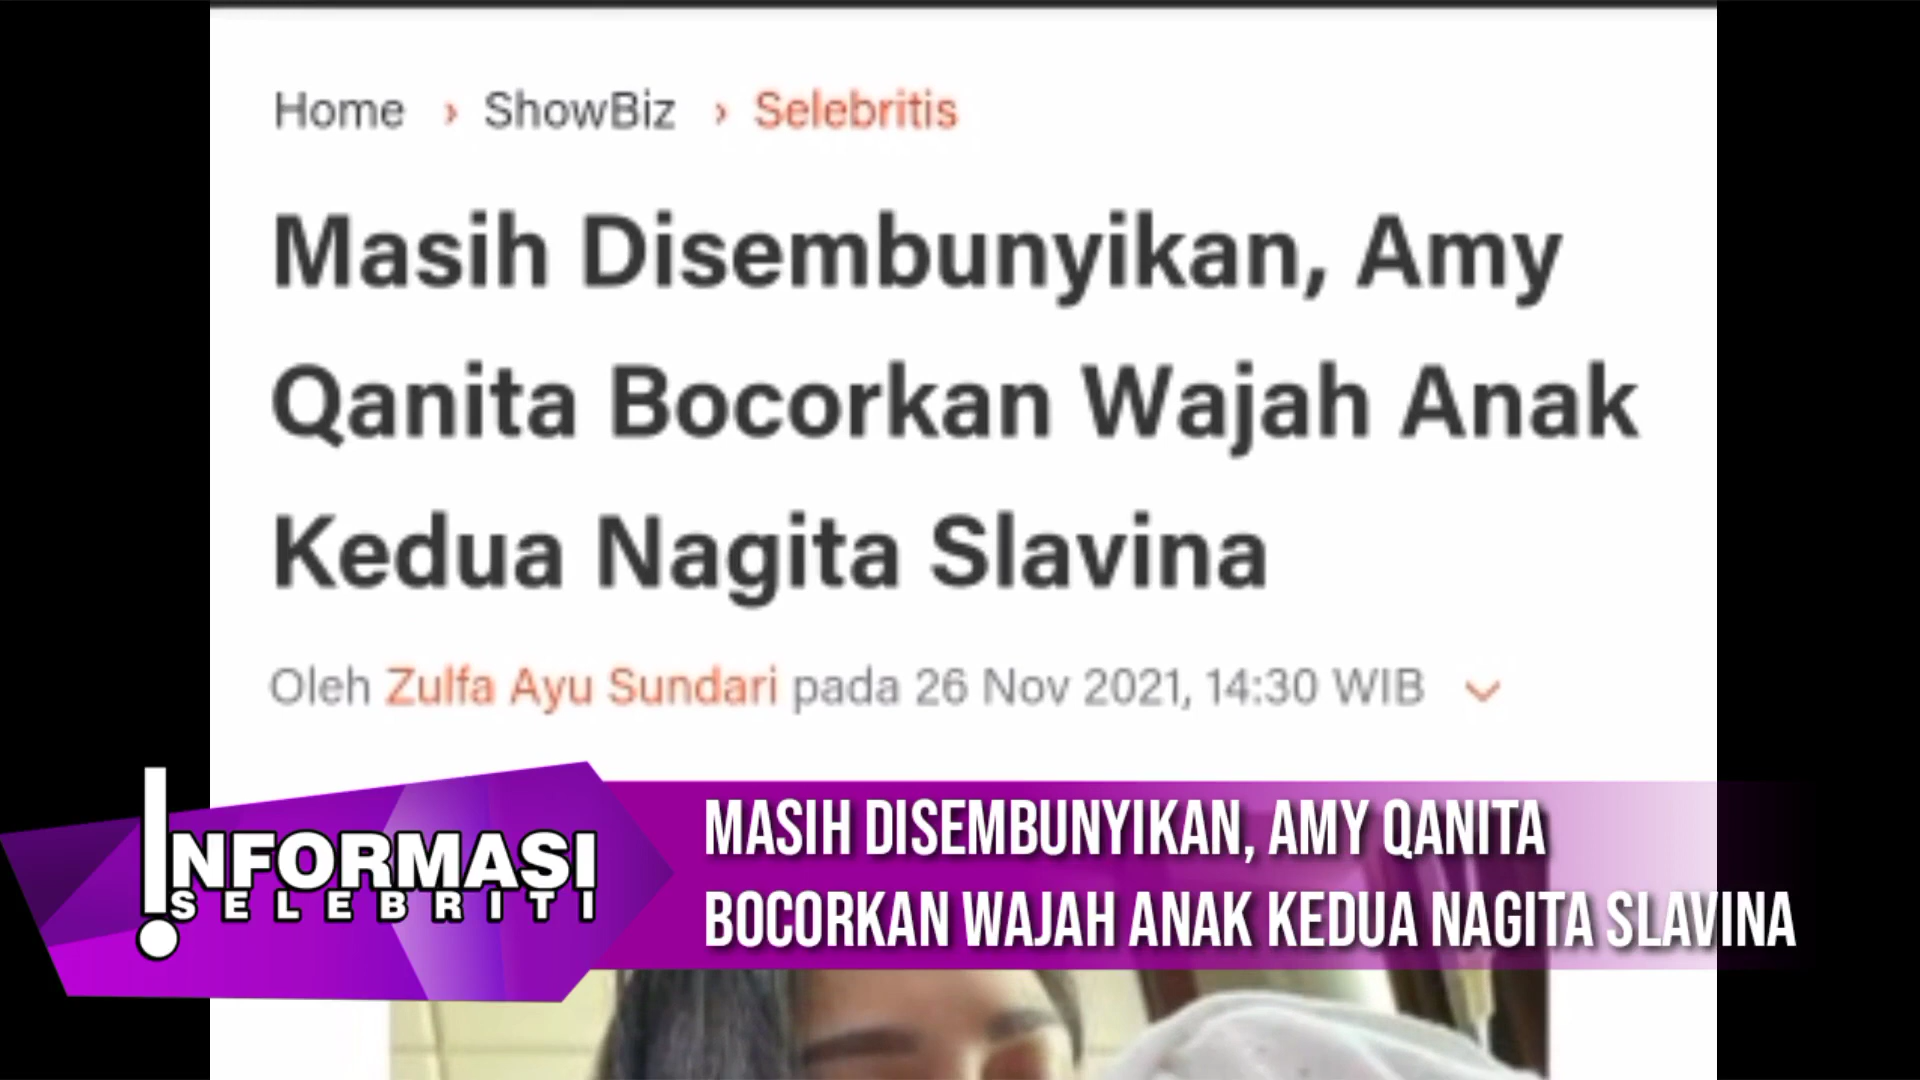 Home › ShowBiz › Selebritis
Masih Disembunyikan, Amy
Qanita Bocorkan Wajah Anak
Kedua Nagita Slavina
Oleh Zulfa Ayu Sundari pada 26 Nov 2021, 14:30 WIB
INFORMASI
SELEBRITI
MASIH DISEMBUNYIKAN, AMY QANITA
BOCORKAN WAJAH ANAK KEDUA NAGITA SLAVINA